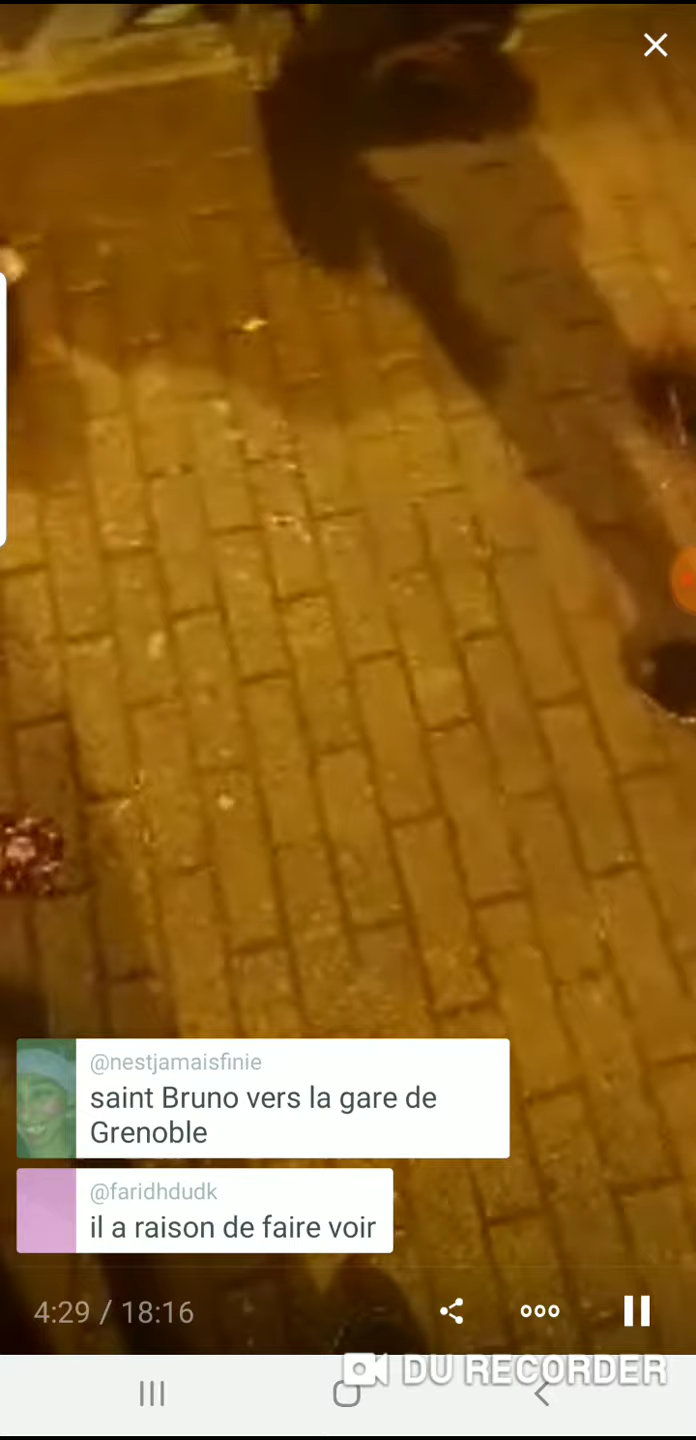 @nestjamaisfinie
saint Bruno vers la gare de
Grenoble
@faridhdudk
il a raison de faire voir
4:29 / 18:16
DU RECORDER